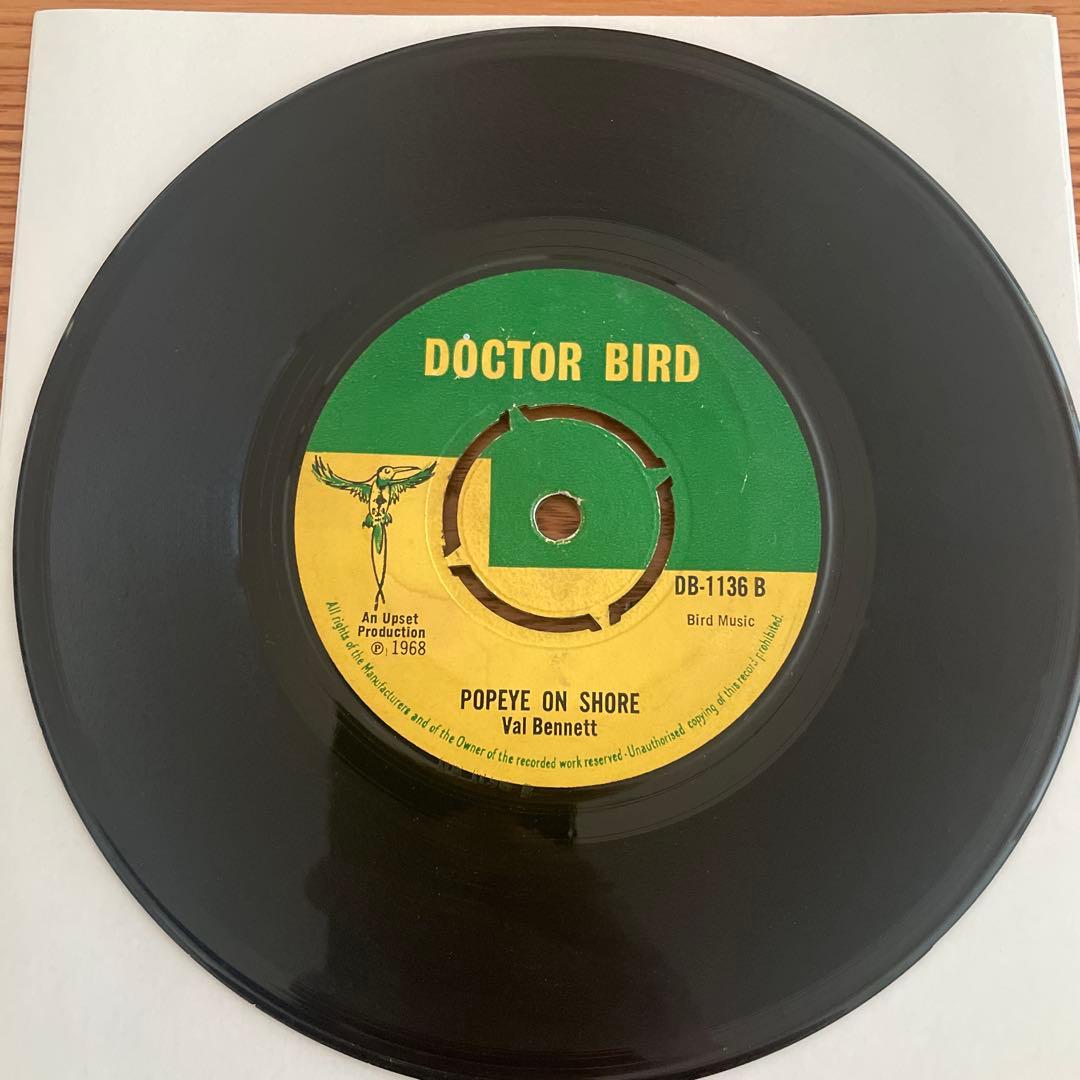 DOCTOR BIRD
DB-1136 B
Bird Music
An Upset
Production
℗ 1968
POPEYE ON SHORE
Val Bennett
All rights of the Manufacturers and of the Owner of the recorded work reserved - Unauthorised copying of this record prohibited.